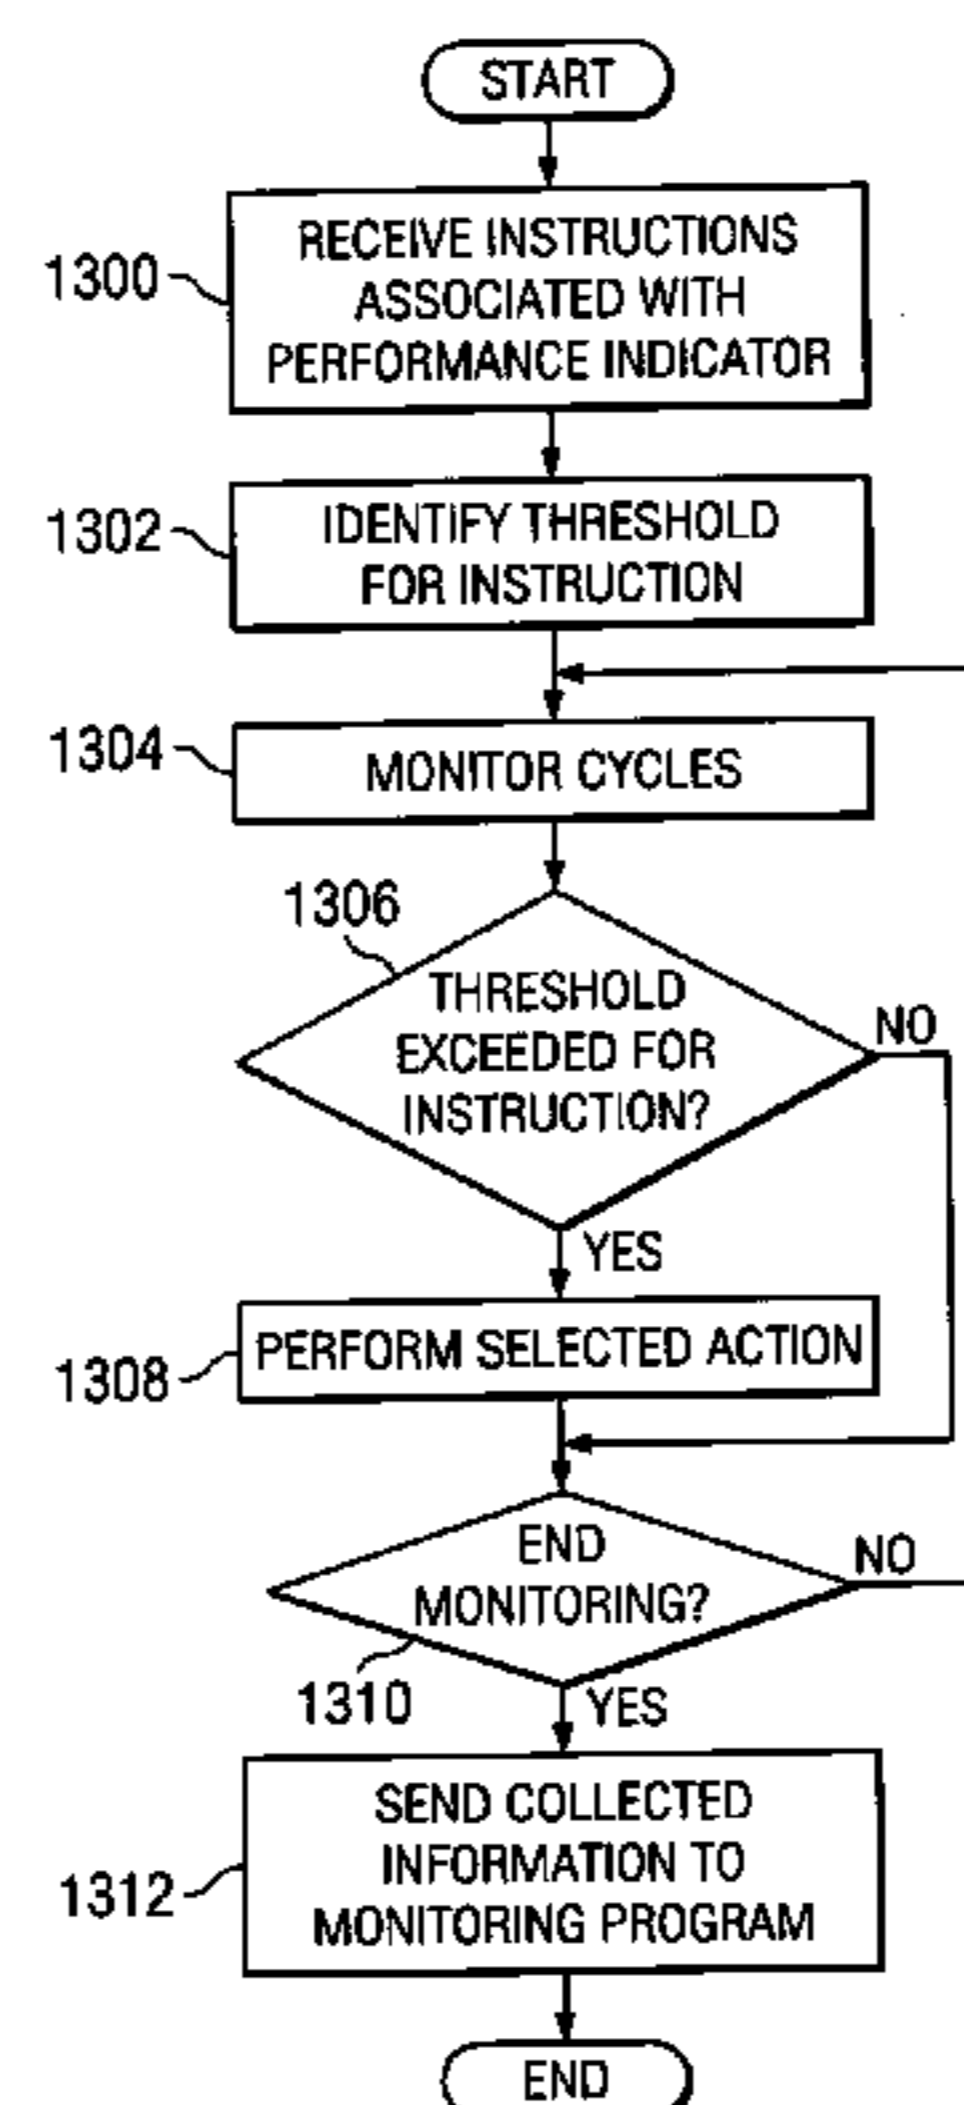 START
1300
RECEIVE INSTRUCTIONS
ASSOCIATED WITH
PERFORMANCE INDICATOR
1302
IDENTIFY THRESHOLD
FOR INSTRUCTION
1304
MONITOR CYCLES
1306
THRESHOLD
EXCEEDED FOR
INSTRUCTION?
NO
YES
1308
PERFORM SELECTED ACTION
END
MONITORING?
NO
1310
YES
1312
SEND COLLECTED
INFORMATION TO
MONITORING PROGRAM
END